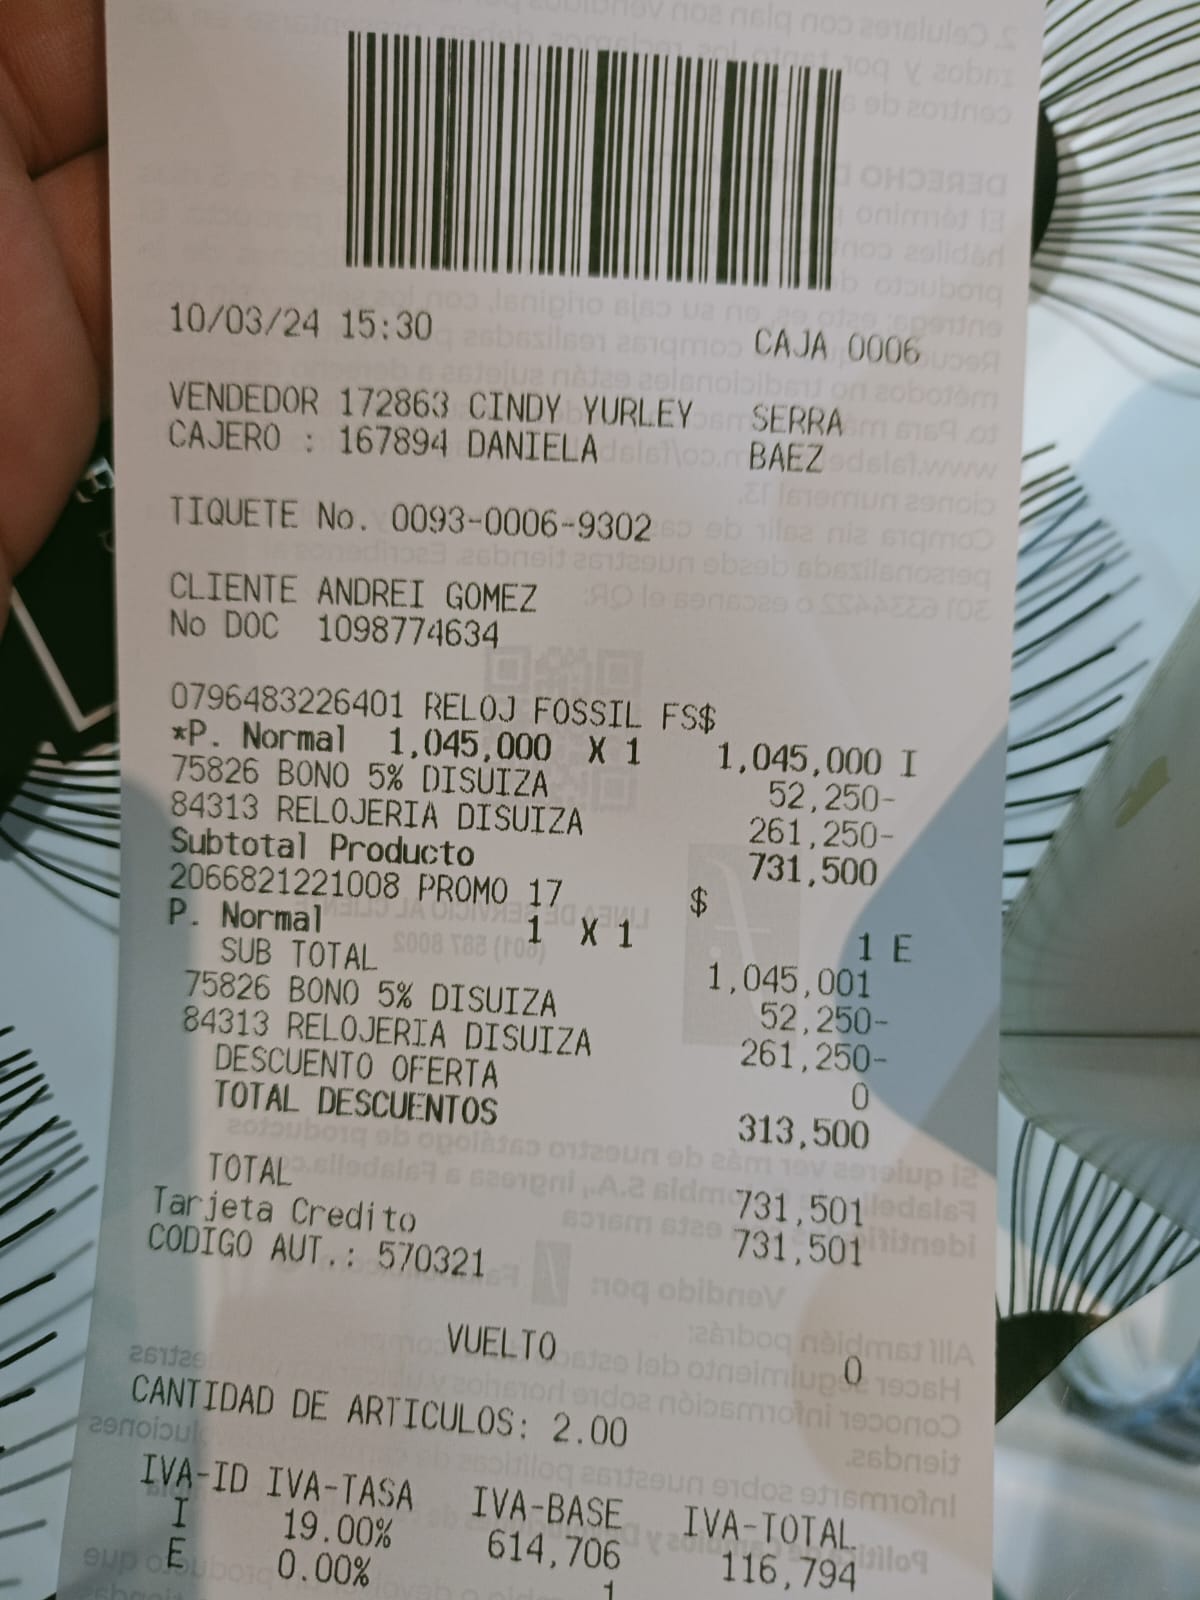 10/03/24 15:30 CAJA 0006
VENDEDOR 172863 CINDY YURLEY SERRA
CAJERO : 167894 DANIELA BAEZ
TIQUETE No. 0093-0006-9302
CLIENTE ANDREI GOMEZ
No DOC 1098774634
0796483226401 RELOJ FOSSIL FS$
*P. Normal 1,045,000 X 1 1,045,000 I
75826 BONO 5% DISUIZA 52,250-
84313 RELOJERIA DISUIZA 261,250-
Subtotal Producto 731,500
2066821221008 PROMO 17 $
P. Normal 1 X 1 1 E
SUB TOTAL 1,045,001
75826 BONO 5% DISUIZA 52,250-
84313 RELOJERIA DISUIZA 261,250-
DESCUENTO OFERTA 0
TOTAL DESCUENTOS 313,500
TOTAL 731,501
Tarjeta Credito 731,501
CODIGO AUT.: 570321
VUELTO 0
CANTIDAD DE ARTICULOS: 2.00
IVA-ID IVA-TASA IVA-BASE IVA-TOTAL
I 19.00% 614,706 116,794
E 0.00% 1